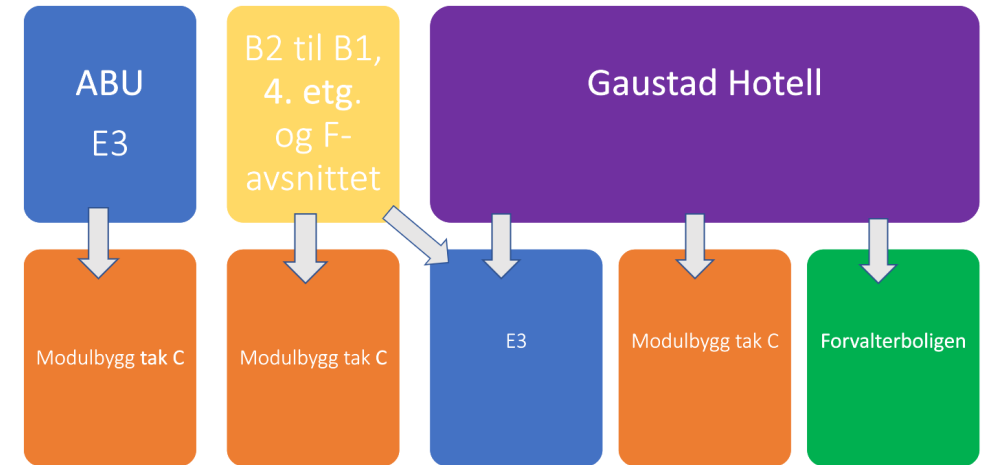 ABU
E3
B2 til B1,
4. etg.
og F-
avsnittet
Gaustad Hotell
Modulbygg tak C
Modulbygg tak C
E3
Modulbygg tak C
Forvalterboligen